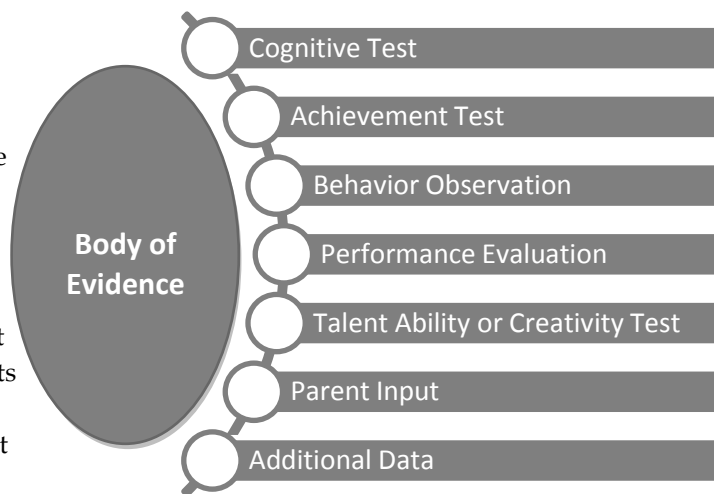 Cognitive Test
Achievement Test
e
Behavior Observation
Body of
Evidence
Performance Evaluation
t
Talent Ability or Creativity Test
ts
Parent Input
t
Additional Data